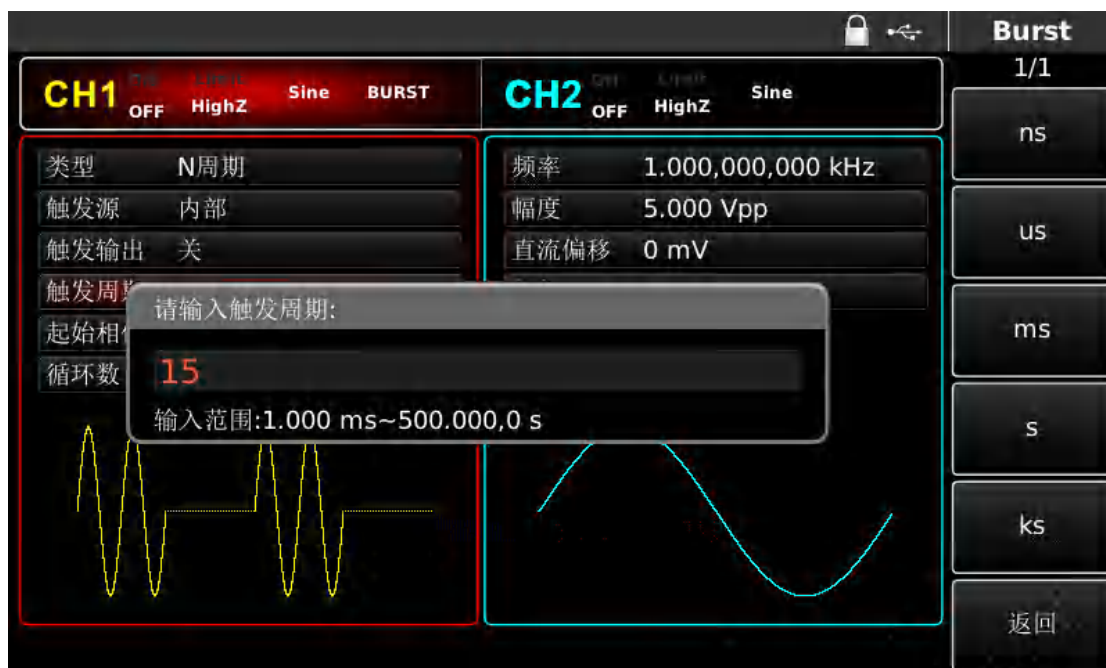 Burst
1/1
CH1 OFF HighZ Sine BURST
CH2 OFF HighZ Sine
ns
类型 N周期
频率 1.000,000,000 kHz
触发源 内部
幅度 5.000 Vpp
us
触发输出 关
直流偏移 0 mV
触发周
请输入触发周期:
起始相
ms
循环数
15
输入范围:1.000 ms~500.000,0 s
s
ks
返回